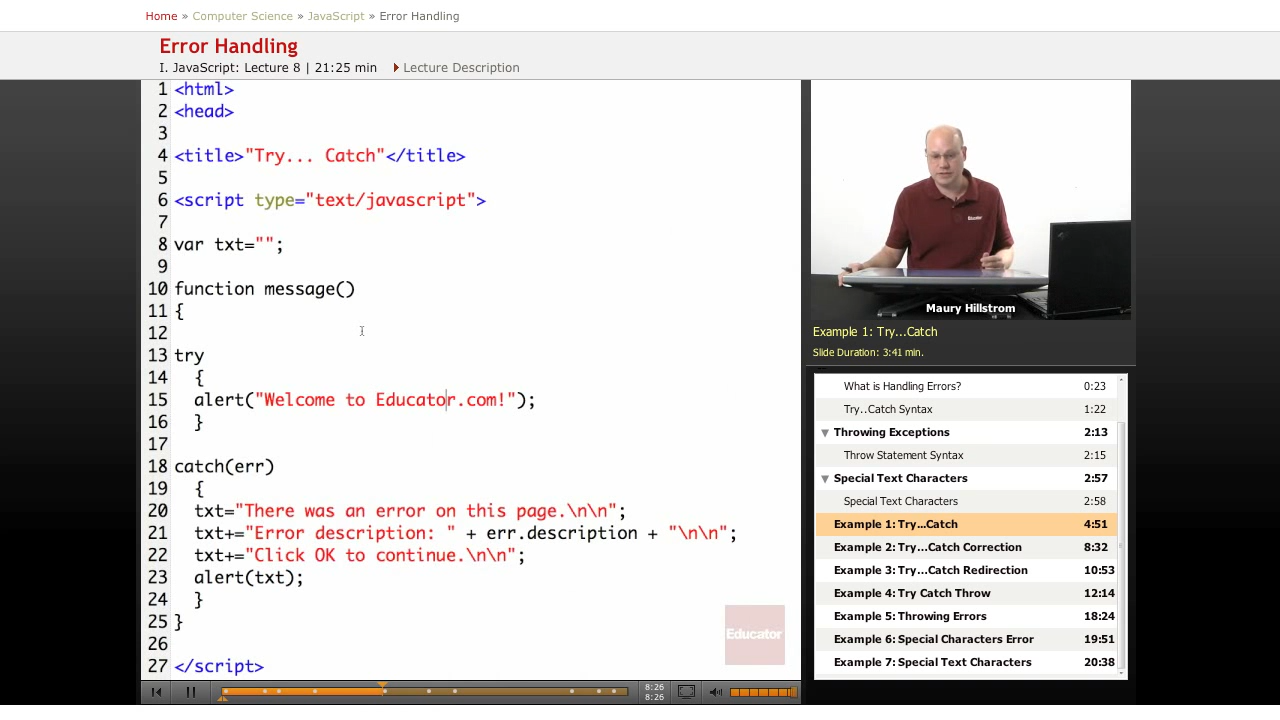 Home » Computer Science » JavaScript » Error Handling
Error Handling
I. JavaScript: Lecture 8 | 21:25 min
Lecture Description
1 <html>
2 <head>
3
4 <title>"Try... Catch"</title>
5
6 <script type="text/javascript">
7
8 var txt="";
9
10 function message()
11 {
12
13 try
14 {
15 alert("Welcome to Educator.com!");
16 }
17
18 catch(err)
19 {
20 txt="There was an error on this page.\n\n";
21 txt+="Error description: " + err.description + "\n\n";
22 txt+="Click OK to continue.\n\n";
23 alert(txt);
24 }
25 }
26
27 </script>
Educator
8:26
8:26
Educator
Maury Hillstrom
Example 1: Try...Catch
Slide Duration: 3:41 min.
What is Handling Errors? 0:23
Try..Catch Syntax 1:22
Throwing Exceptions 2:13
Throw Statement Syntax 2:15
Special Text Characters 2:57
Special Text Characters 2:58
Example 1: Try...Catch 4:51
Example 2: Try...Catch Correction 8:32
Example 3: Try...Catch Redirection 10:53
Example 4: Try Catch Throw 12:14
Example 5: Throwing Errors 18:24
Example 6: Special Characters Error 19:51
Example 7: Special Text Characters 20:38